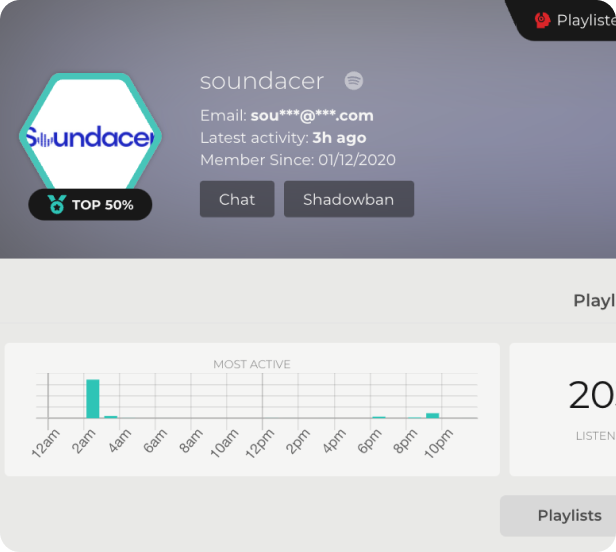 Playliste
soundacer
Soundacer
Email: sou***@***.com
Latest activity: 3h ago
Member Since: 01/12/2020
TOP 50%
Chat
Shadowban
Playl
MOST ACTIVE
12am 2am 4am 6am 8am 10am 12pm 2pm 4pm 6pm 8pm 10pm
20
LISTEN
Playlists